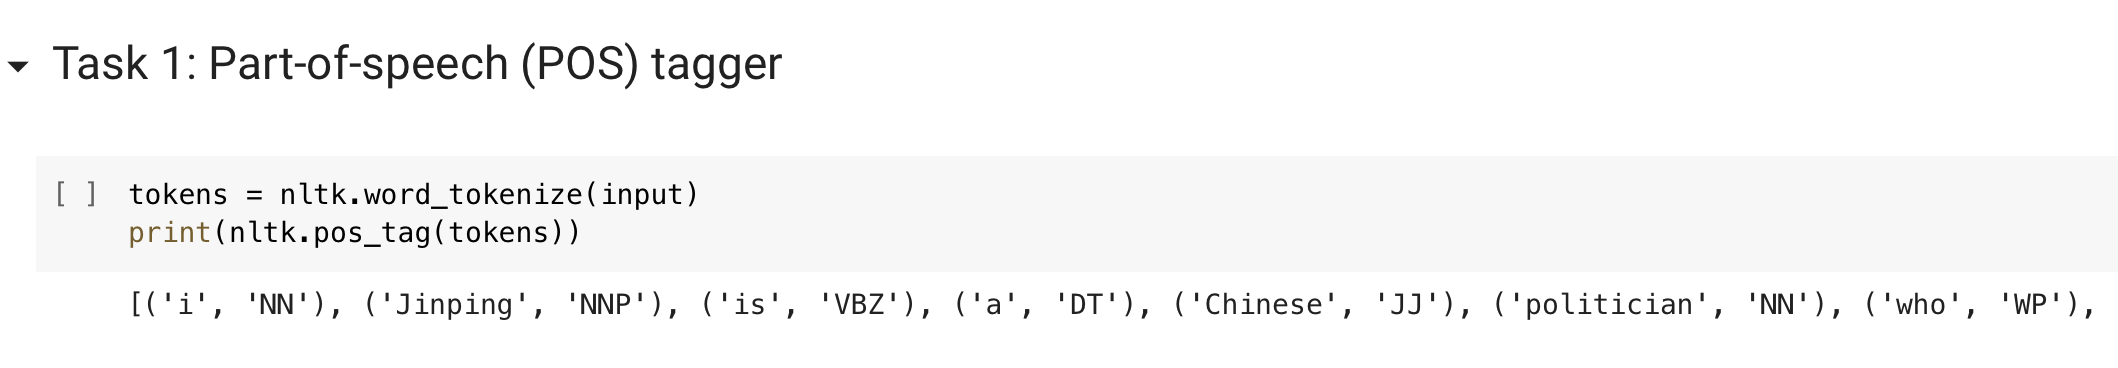 Task 1: Part-of-speech (POS) tagger
[ ] tokens = nltk.word_tokenize(input)
print(nltk.pos_tag(tokens))
[('i', 'NN'), ('Jinping', 'NNP'), ('is', 'VBZ'), ('a', 'DT'), ('Chinese', 'JJ'), ('politician', 'NN'), ('who', 'WP'),